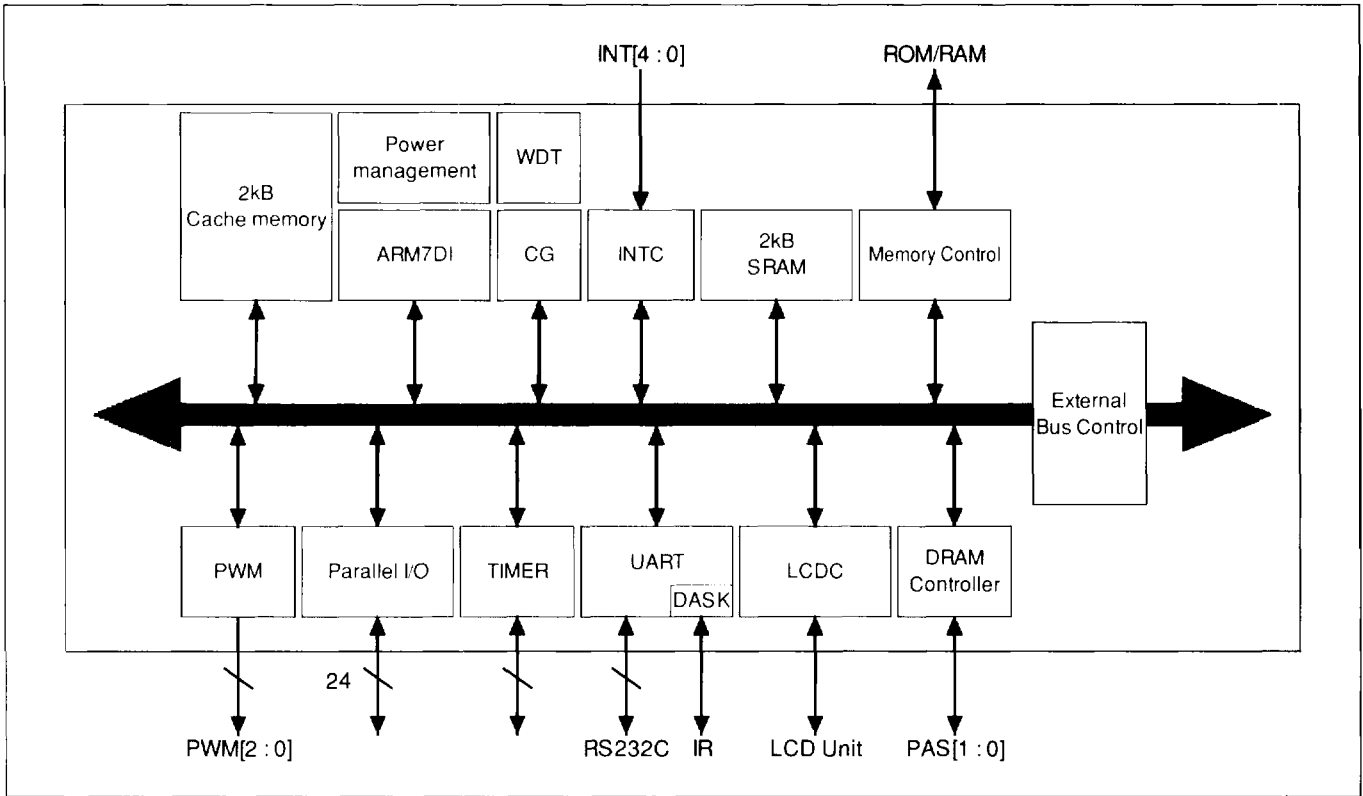 INT[4 : 0]
ROM/RAM
2kB
Cache memory
Power
management
WDT
ARM7DI
CG
INTC
2kB
SRAM
Memory Control
External
Bus Control
PWM
Parallel I/O
TIMER
UART
DASK
LCDC
DRAM
Controller
24
PWM[2 : 0]
RS232C
IR
LCD Unit
PAS[1 : 0]